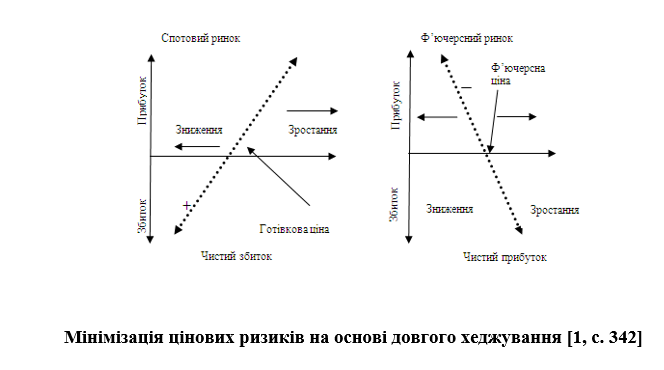 Спотовий ринок
Ф’ючерсний ринок
Прибуток
Прибуток
Ф’ючерсна
ціна
–
Зниження
Зростання
Збиток
+
Готівкова ціна
Збиток
Зниження
Зростання
Чистий збиток
Чистий прибуток
Мінімізація цінових ризиків на основі довгого хеджування [1, с. 342]